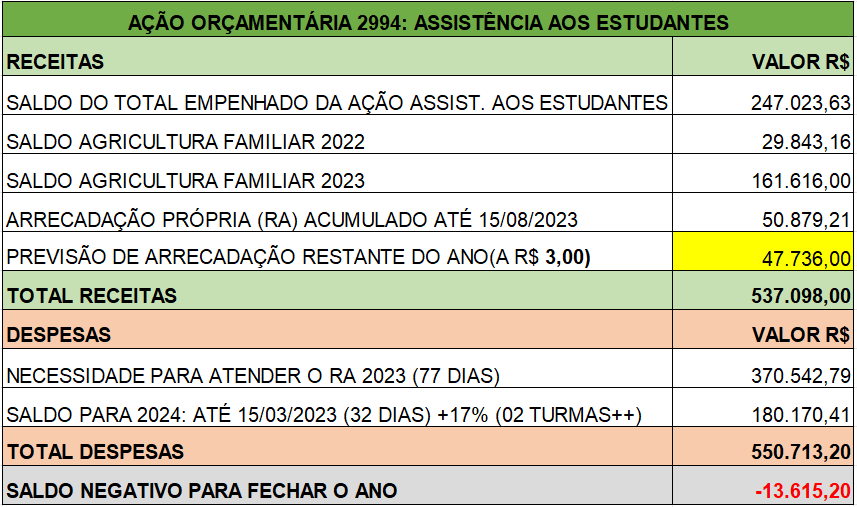 AÇÃO ORÇAMENTÁRIA 2994: ASSISTÊNCIA AOS ESTUDANTES
RECEITAS VALOR R$
SALDO DO TOTAL EMPENHADO DA AÇÃO ASSIST. AOS ESTUDANTES 247.023,63
SALDO AGRICULTURA FAMILIAR 2022 29.843,16
SALDO AGRICULTURA FAMILIAR 2023 161.616,00
ARRECADAÇÃO PRÓPRIA (RA) ACUMULADO ATÉ 15/08/2023 50.879,21
PREVISÃO DE ARRECADAÇÃO RESTANTE DO ANO(A R$ 3,00) 47.736,00
TOTAL RECEITAS 537.098,00
DESPESAS VALOR R$
NECESSIDADE PARA ATENDER O RA 2023 (77 DIAS) 370.542,79
SALDO PARA 2024: ATÉ 15/03/2023 (32 DIAS) +17% (02 TURMAS++) 180.170,41
TOTAL DESPESAS 550.713,20
SALDO NEGATIVO PARA FECHAR O ANO -13.615,20